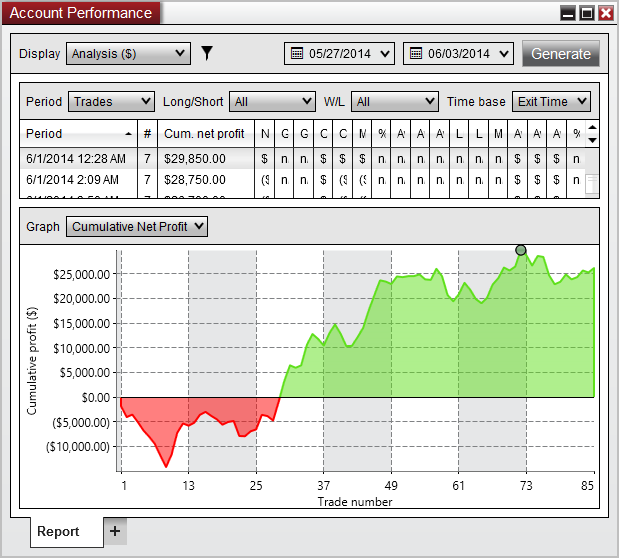 Account Performance
Display Analysis ($) 05/27/2014 06/03/2014 Generate
Period Trades Long/Short All W/L All Time base Exit Time
Period # Cum. net profit N G G C C M % L L M %
6/1/2014 12:28 AM 7 $29,850.00 $ n. n. $ $ $ n. n. n. n. n. n. n. $ $ $ n.
6/1/2014 2:09 AM 7 $28,750.00 ($ n. n. $ ($ ($ n. n. n. n. n. n. n. $ $ $ n.
Graph Cumulative Net Profit
$25,000.00
$20,000.00
$15,000.00
$10,000.00
$5,000.00
$0.00
($5,000.00)
($10,000.00)
Cumulative profit ($)
1 13 25 37 49 61 73 85
Trade number
Report +